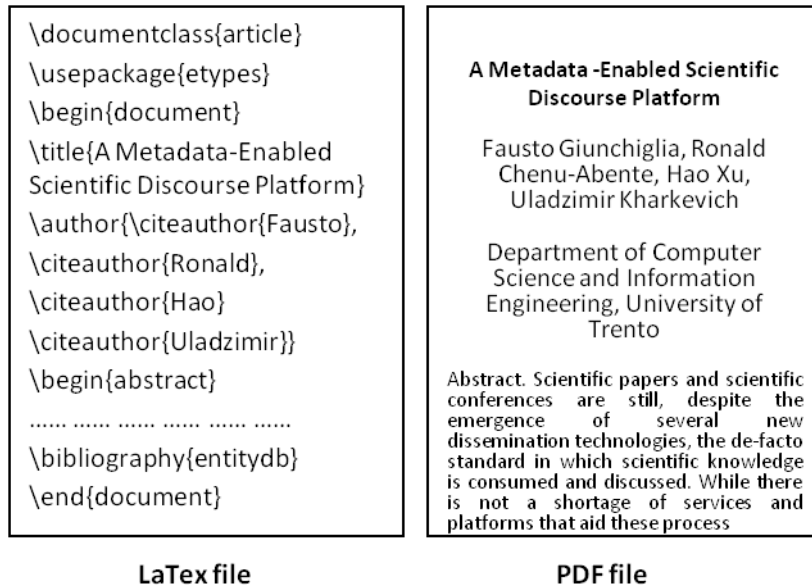 \documentclass{article}
\usepackage{etypes}
\begin{document}
\title{A Metadata-Enabled
Scientific Discourse Platform}
\author{\citeauthor{Fausto},
\citeauthor{Ronald},
\citeauthor{Hao}
\citeauthor{Uladzimir}}
\begin{abstract}
...... ...... ...... ...... ...... ......
\bibliography{entitydb}
\end{document}
LaTex file
A Metadata -Enabled Scientific
Discourse Platform
Fausto Giunchiglia, Ronald
Chenu-Abente, Hao Xu,
Uladzimir Kharkevich
Department of Computer
Science and Information
Engineering, University of
Trento
Abstract. Scientific papers and scientific
conferences are still, despite the
emergence of several new
dissemination technologies, the de-facto
standard in which scientific knowledge
is consumed and discussed. While there
is not a shortage of services and
platforms that aid these process
PDF file